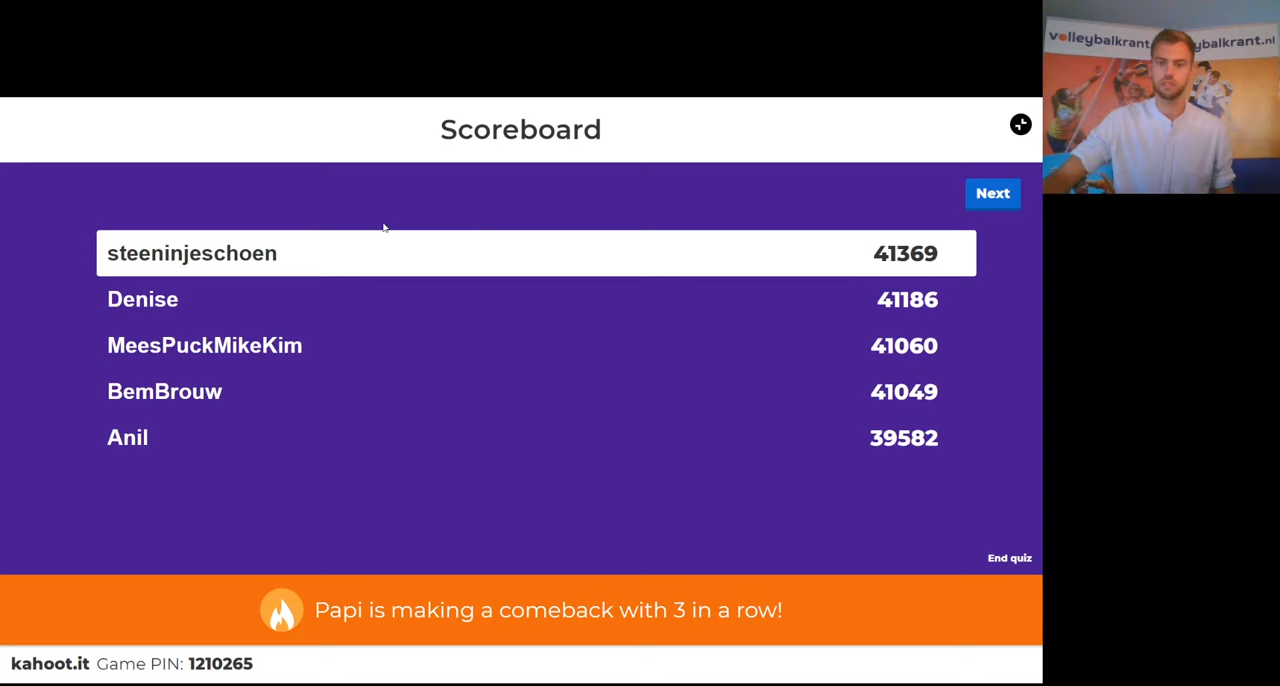 Scoreboard
Next
steeninjeschoen 41369
Denise 41186
MeesPuckMikeKim 41060
BemBrouw 41049
Anil 39582
End quiz
Papi is making a comeback with 3 in a row!
kahoot.it Game PIN: 1210265
volleybalkrant ybalkrant.nl